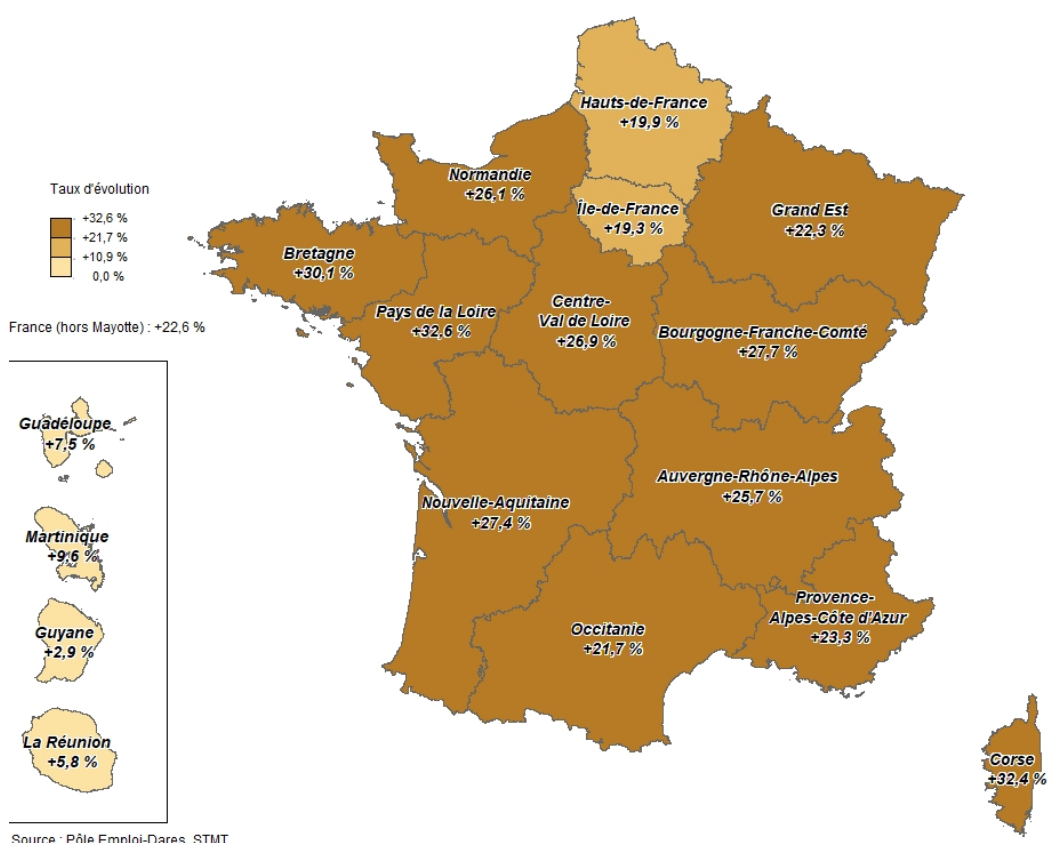 Hauts-de-France
+19,9 %
Normandie
+26,1 %
Île-de-France
+19,3 %
Grand Est
+22,3 %
Taux d'évolution
+32,6 %
+21,7 %
+10,9 %
0,0 %
Bretagne
+30,1 %
Pays de la Loire
+32,6 %
Centre-
Val de Loire
+26,9 %
Bourgogne-Franche-Comté
+27,7 %
France (hors Mayotte) : +22,6 %
Guadeloupe
+7,5 %
Martinique
+9,6 %
Guyane
+2,9 %
La Réunion
+5,8 %
Nouvelle-Aquitaine
+27,4 %
Auvergne-Rhône-Alpes
+25,7 %
Occitanie
+21,7 %
Provence-
Alpes-Côte d'Azur
+23,3 %
Corse
+32,4 %
Source : Pôle Emploi-Dares, STMT